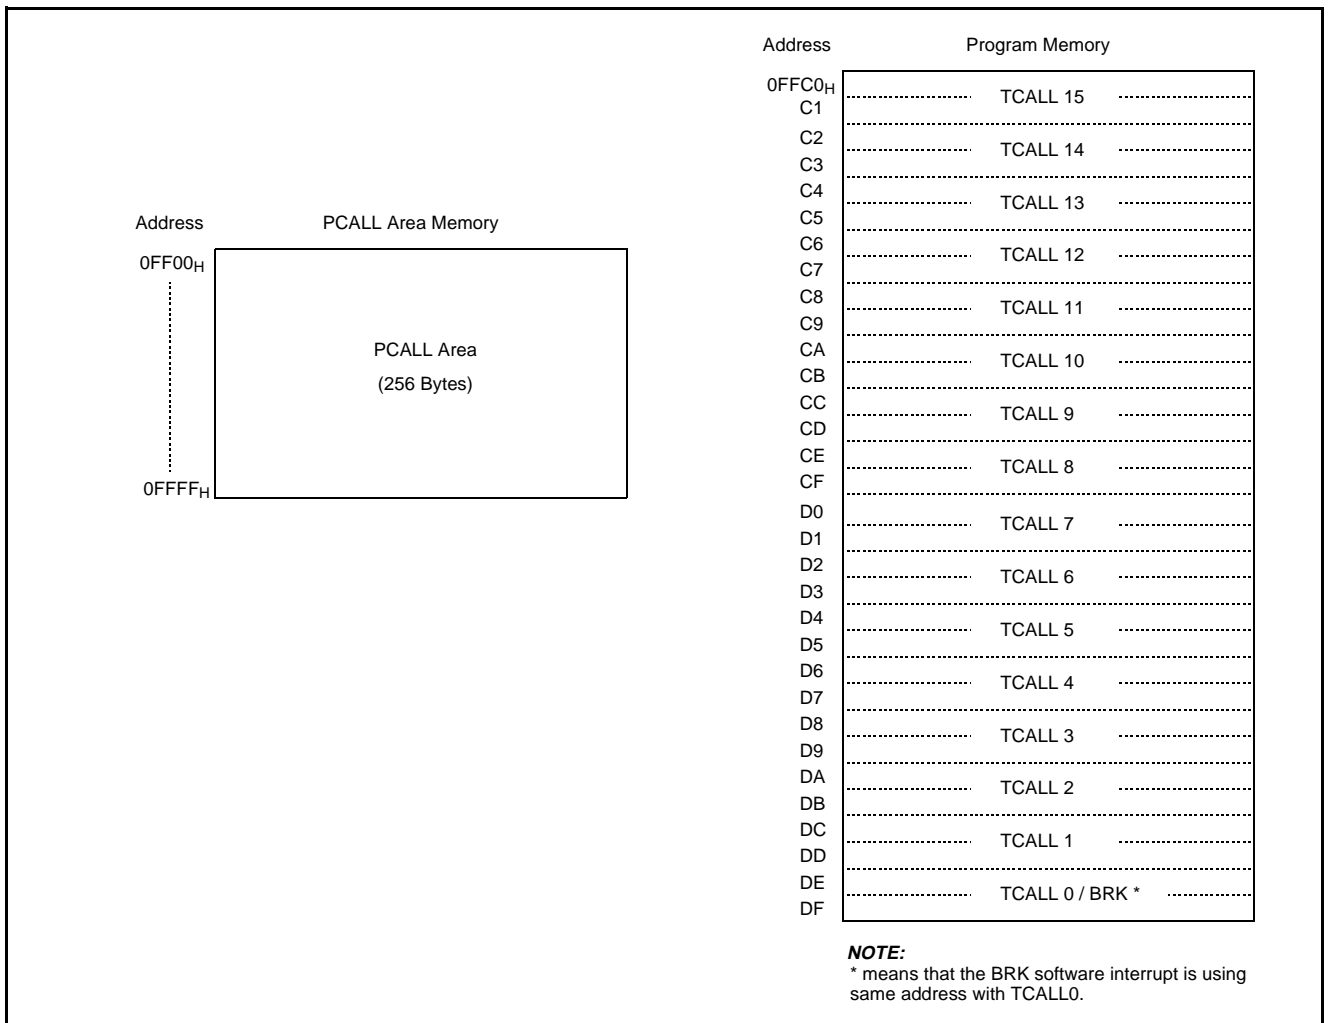 Address PCALL Area Memory
0FF00H
PCALL Area
(256 Bytes)
0FFFFH
Address Program Memory
0FFC0H
C1
TCALL 15
C2
C3
TCALL 14
C4
C5
TCALL 13
C6
C7
TCALL 12
C8
C9
TCALL 11
CA
CB
TCALL 10
CC
CD
TCALL 9
CE
CF
TCALL 8
D0
D1
TCALL 7
D2
D3
TCALL 6
D4
D5
TCALL 5
D6
D7
TCALL 4
D8
D9
TCALL 3
DA
DB
TCALL 2
DC
DD
TCALL 1
DE
DF
TCALL 0 / BRK *
NOTE:
* means that the BRK software interrupt is using
same address with TCALL0.